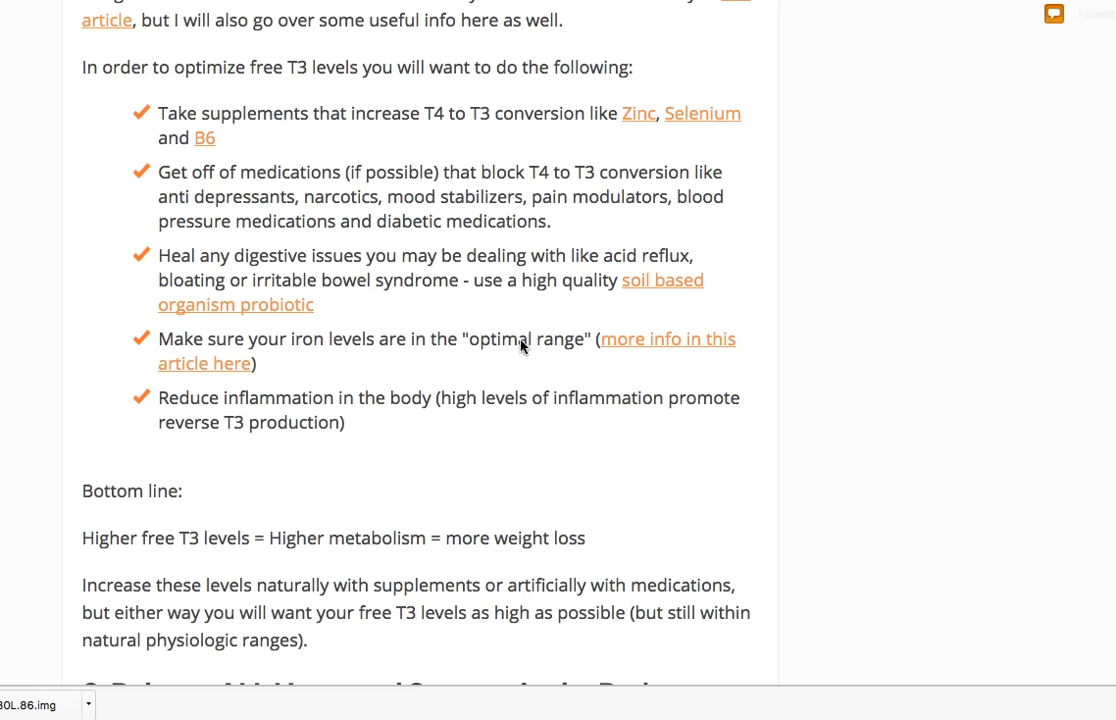 article, but I will also go over some useful info here as well.
In order to optimize free T3 levels you will want to do the following:
Take supplements that increase T4 to T3 conversion like Zinc, Selenium
and B6
Get off of medications (if possible) that block T4 to T3 conversion like
anti depressants, narcotics, mood stabilizers, pain modulators, blood
pressure medications and diabetic medications.
Heal any digestive issues you may be dealing with like acid reflux,
bloating or irritable bowel syndrome - use a high quality soil based
organism probiotic
Make sure your iron levels are in the "optimal range" (more info in this
article here)
Reduce inflammation in the body (high levels of inflammation promote
reverse T3 production)
Bottom line:
Higher free T3 levels = Higher metabolism = more weight loss
Increase these levels naturally with supplements or artificially with medications,
but either way you will want your free T3 levels as high as possible (but still within
natural physiologic ranges).
30L.86.img